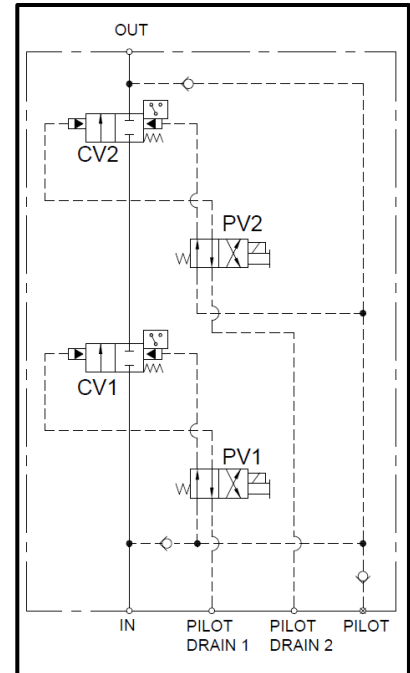 OUT
CV2
PV2
CV1
PV1
IN
PILOT
DRAIN 1
PILOT
DRAIN 2
PILOT